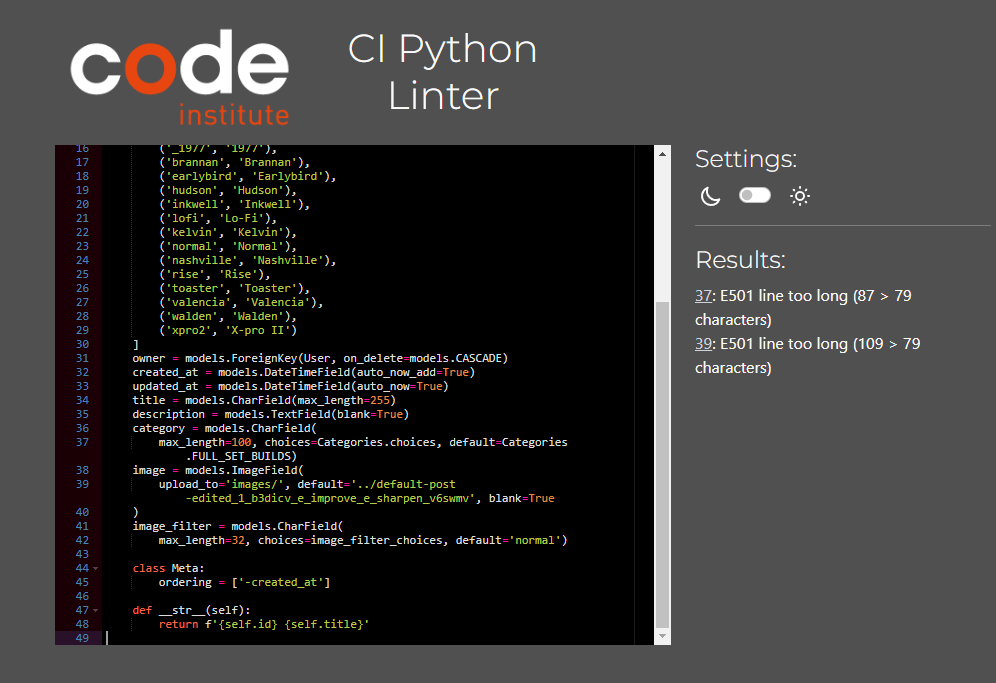 code
institute
CI Python
Linter
16 ('_1977', '1977'),
17 ('brannan', 'Brannan'),
18 ('earlybird', 'Earlybird'),
19 ('hudson', 'Hudson'),
20 ('inkwell', 'Inkwell'),
21 ('lofi', 'Lo-Fi'),
22 ('kelvin', 'Kelvin'),
23 ('normal', 'Normal'),
24 ('nashville', 'Nashville'),
25 ('rise', 'Rise'),
26 ('toaster', 'Toaster'),
27 ('valencia', 'Valencia'),
28 ('walden', 'Walden'),
29 ('xpro2', 'X-pro II')
30 ]
31 owner = models.ForeignKey(User, on_delete=models.CASCADE)
32 created_at = models.DateTimeField(auto_now_add=True)
33 updated_at = models.DateTimeField(auto_now=True)
34 title = models.CharField(max_length=255)
35 description = models.TextField(blank=True)
36 category = models.CharField(
37 max_length=100, choices=Categories.choices, default=Categories
.FULL_SET_BUILDS)
38 image = models.ImageField(
39 upload_to='images/', default='../default-post
-edited_1_b3dicv_e_improve_e_sharpen_v6swmv', blank=True
40 )
41 image_filter = models.CharField(
42 max_length=32, choices=image_filter_choices, default='normal')
43
44 class Meta:
45 ordering = ['-created_at']
46
47 def __str__(self):
48 return f'{self.id} {self.title}'
49
Settings:
Results:
37: E501 line too long (87 > 79
characters)
39: E501 line too long (109 > 79
characters)